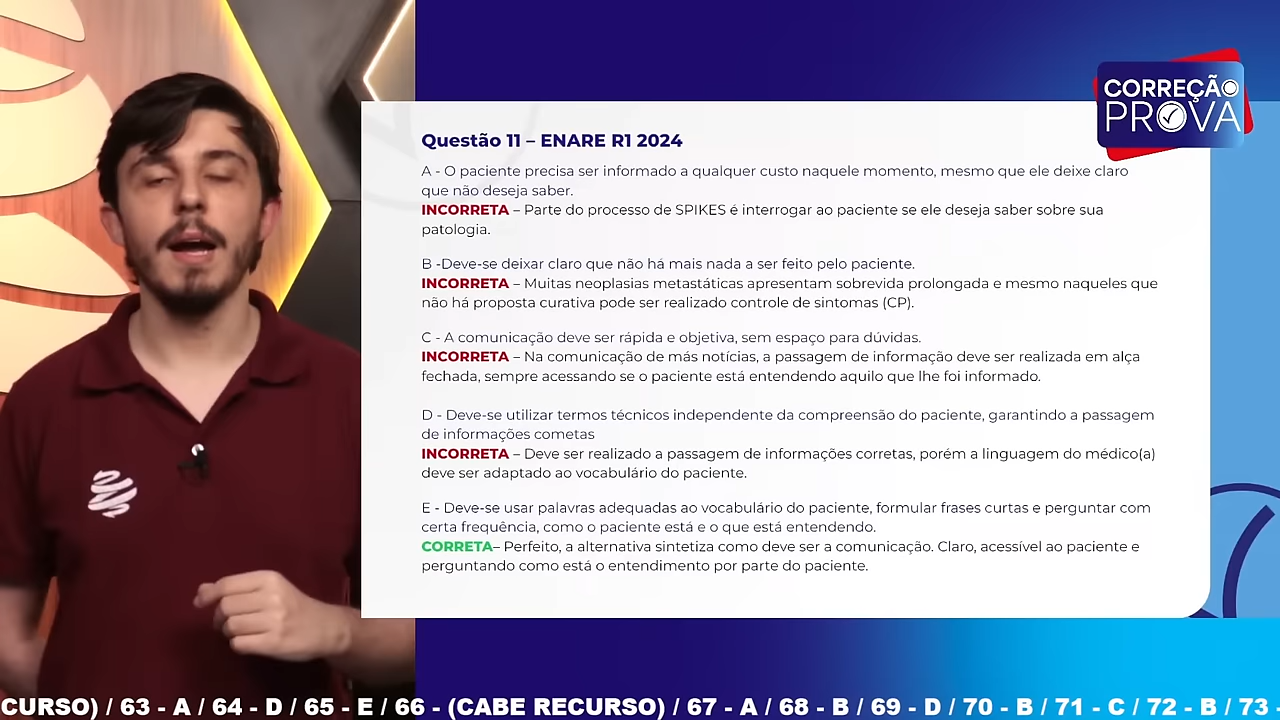 CORREÇÃO
PROVA
Questão 11 – ENARE R1 2024
A - O paciente precisa ser informado a qualquer custo naquele momento, mesmo que ele deixe claro
que não deseja saber.
INCORRETA – Parte do processo de SPIKES é interrogar ao paciente se ele deseja saber sobre sua
patologia.
B -Deve-se deixar claro que não há mais nada a ser feito pelo paciente.
INCORRETA – Muitas neoplasias metastáticas apresentam sobrevida prolongada e mesmo naqueles que
não há proposta curativa pode ser realizado controle de sintomas (CP).
C - A comunicação deve ser rápida e objetiva, sem espaço para dúvidas.
INCORRETA – Na comunicação de más notícias, a passagem de informação deve ser realizada em alça
fechada, sempre acessando se o paciente está entendendo aquilo que lhe foi informado.
D - Deve-se utilizar termos técnicos independente da compreensão do paciente, garantindo a passagem
de informações cometas
INCORRETA – Deve ser realizado a passagem de informações corretas, porém a linguagem do médico(a)
deve ser adaptado ao vocabulário do paciente.
E - Deve-se usar palavras adequadas ao vocabulário do paciente, formular frases curtas e perguntar com
certa frequência, como o paciente está e o que está entendendo.
CORRETA– Perfeito, a alternativa sintetiza como deve ser a comunicação. Claro, acessível ao paciente e
perguntando como está o entendimento por parte do paciente.
CURSO) / 63 - A / 64 - D / 65 - E / 66 - (CABE RECURSO) / 67 - A / 68 - B / 69 - D / 70 - B / 71 - C / 72 - B / 73 -